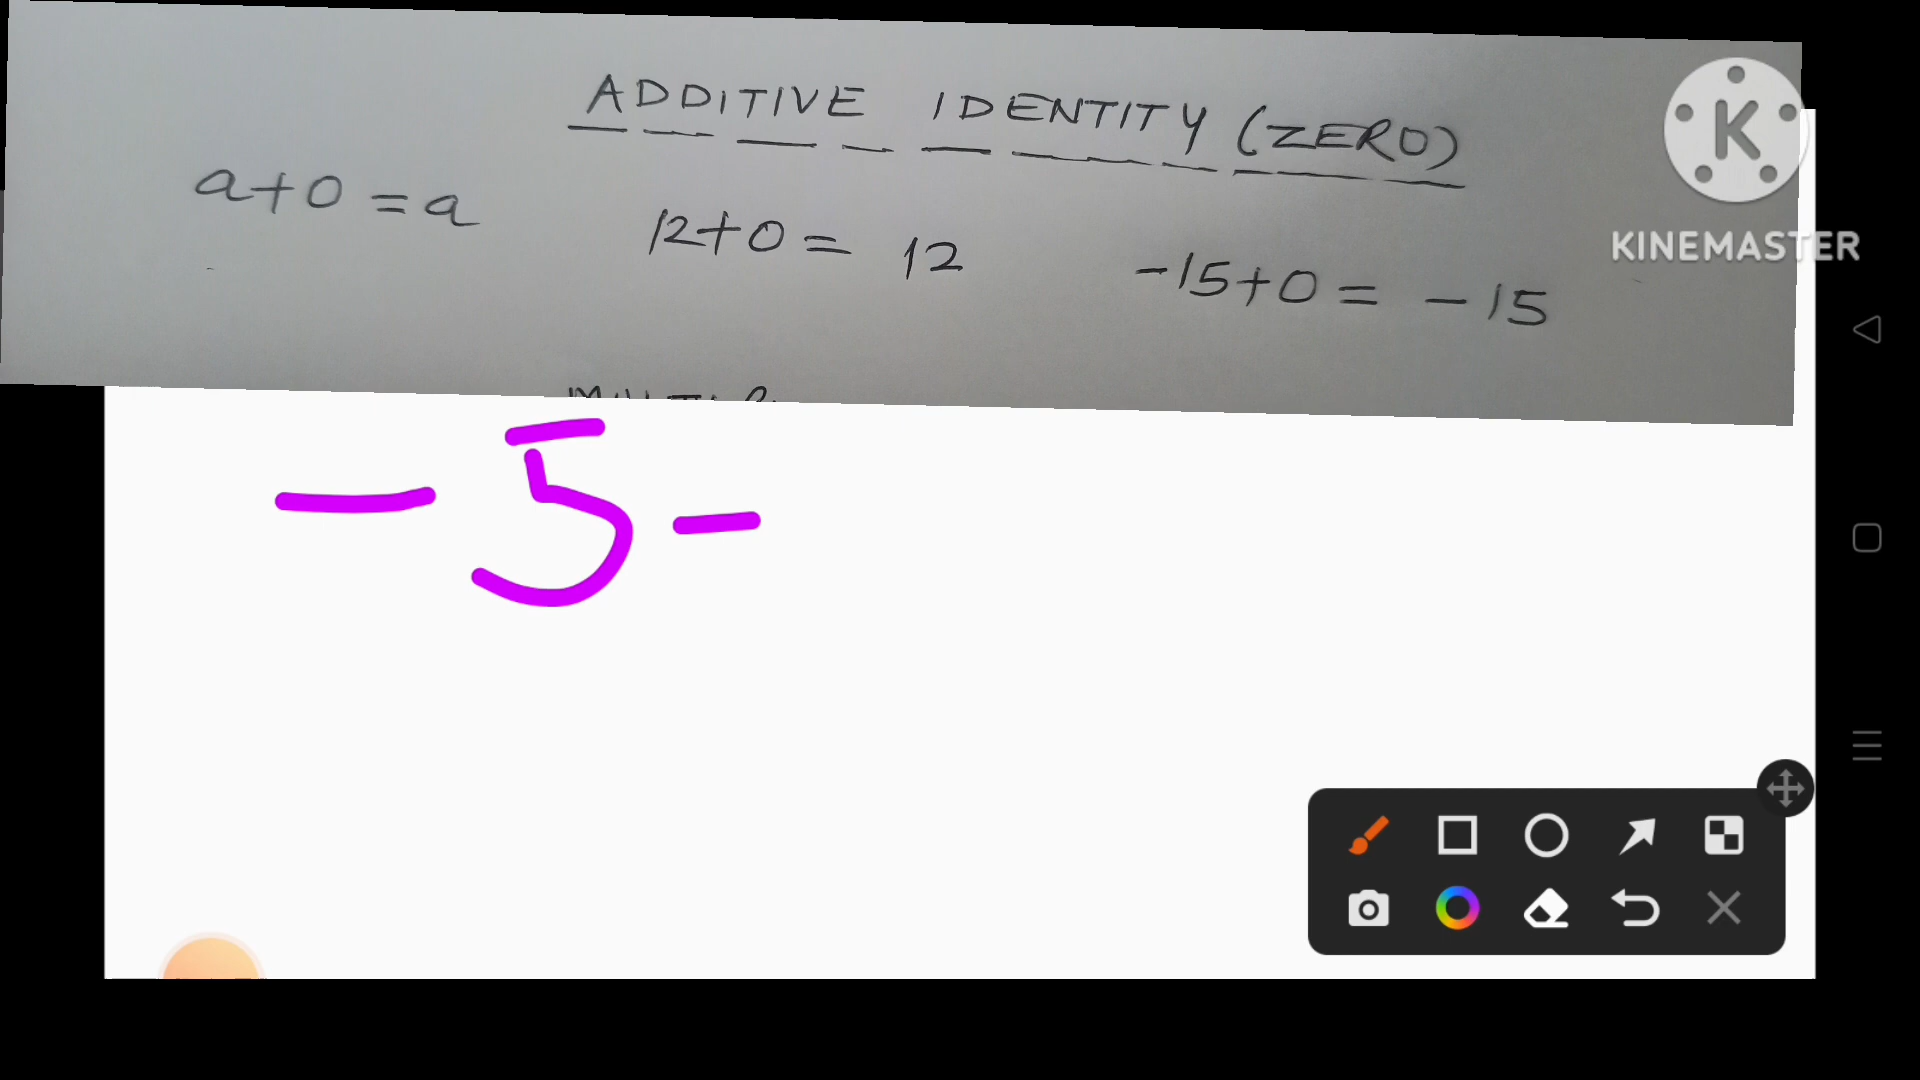 ADDITIVE IDENTITY (ZERO)
a+0=a 12+0= 12 -15+0= -15
-5-
KINEMASTER